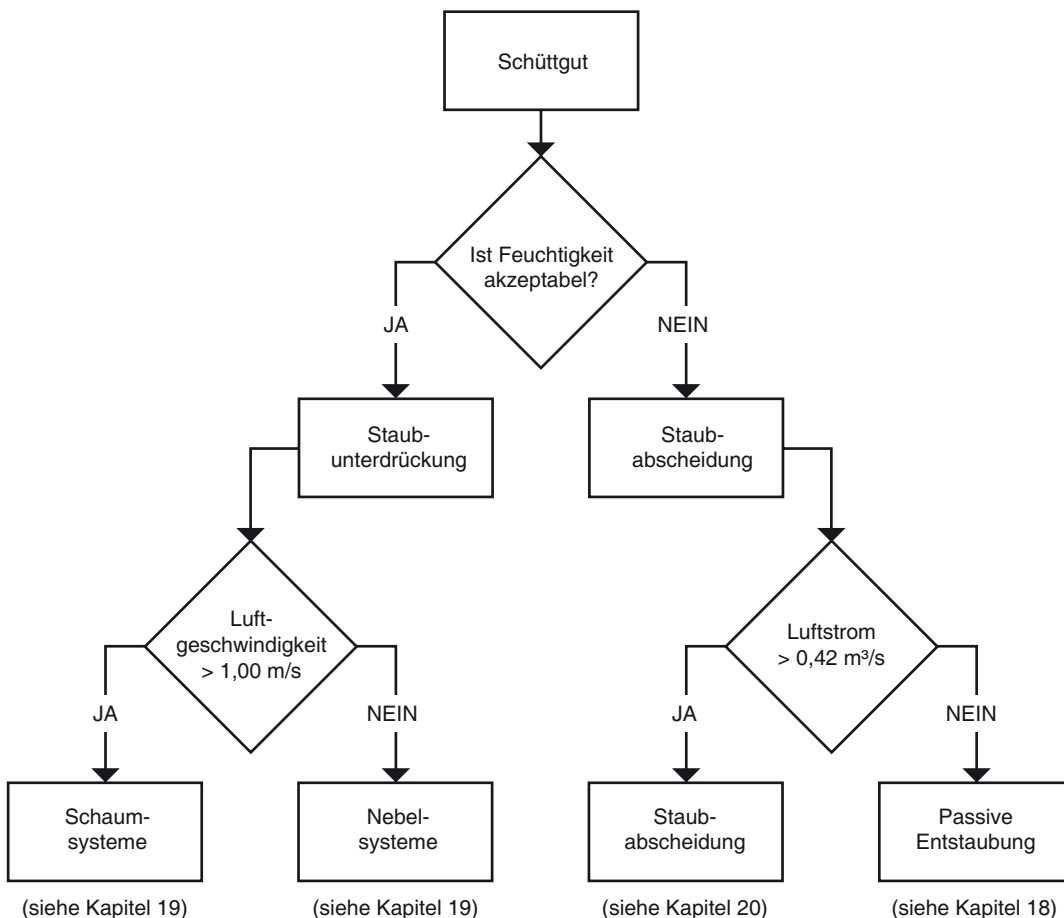 Schüttgut
Ist Feuchtigkeit
akzeptabel?
JA
NEIN
Staub-
unterdrückung
Staub-
abscheidung
Luft-
geschwindigkeit
> 1,00 m/s
Luftstrom
> 0,42 m³/s
JA
NEIN
JA
NEIN
Schaum-
systeme
Nebel-
systeme
Staub-
abscheidung
Passive
Entstaubung
(siehe Kapitel 19)
(siehe Kapitel 19)
(siehe Kapitel 20)
(siehe Kapitel 18)